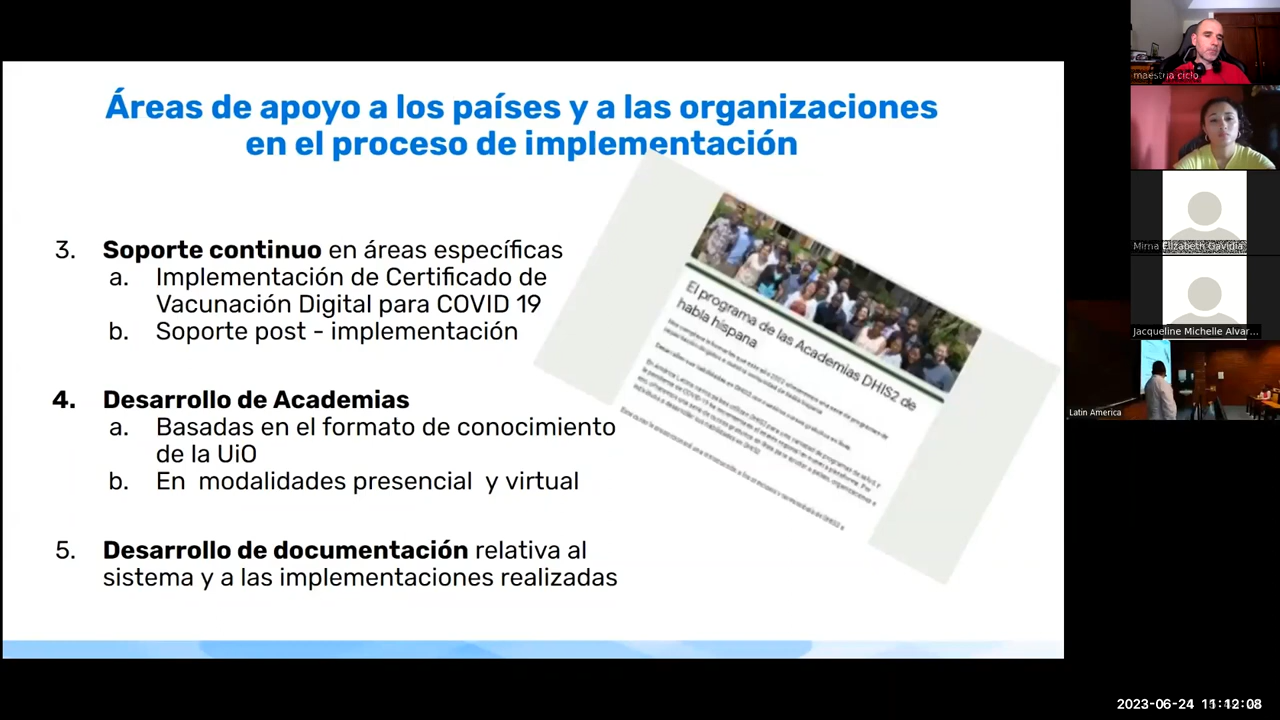 Áreas de apoyo a los países y a las organizaciones
en el proceso de implementación
3. Soporte continuo en áreas específicas
a. Implementación de Certificado de
Vacunación Digital para COVID 19
b. Soporte post - implementación
4. Desarrollo de Academias
a. Basadas en el formato de conocimiento
de la UiO
b. En modalidades presencial y virtual
5. Desarrollo de documentación relativa al
sistema y a las implementaciones realizadas
El programa de las Academias DHIS2 de
habla hispana
maestria ciclo
Mirna Elizabeth Gavidia
Jacqueline Michelle Alvar...
Latin America
2023-06-24 11:12:08